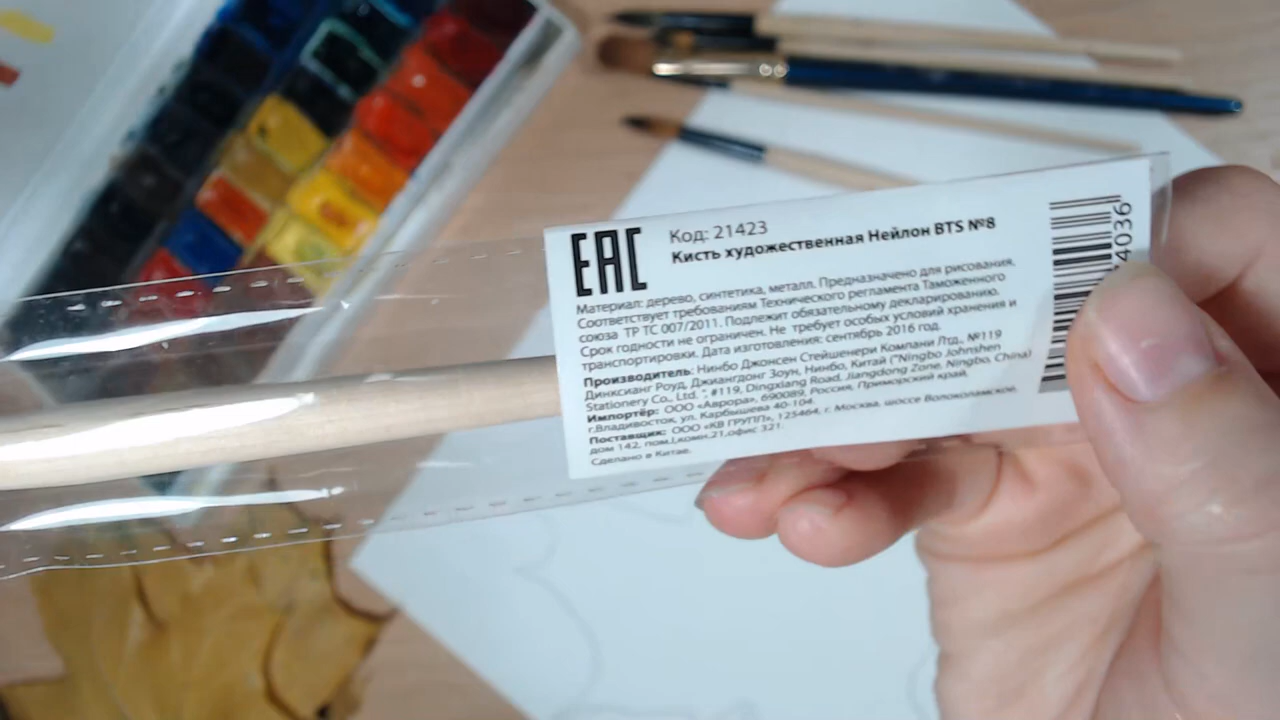 EAC
Код: 21423
Кисть художественная Нейлон BTS №8
Материал: дерево, синтетика, металл. Предназначено для рисования.
Соответствует требованиям Технического регламента Таможенного
союза ТР ТС 007/2011. Подлежит обязательному декларированию.
Срок годности не ограничен. Не требует особых условий хранения и
транспортировки. Дата изготовления: сентябрь 2016 год.
Производитель: Нинбо Джонсен Стейшенери Компани Лтд., №119
Динксианг Роуд, Джиангдонг Зоун, Нинбо, Китай ("Ningbo Johnshen
Stationery Co., Ltd. ", #119, Dingxiang Road, Jiangdong Zone, Ningbo, China)
Импортёр: ООО «Аврора», 690089, Россия, Приморский край,
г.Владивосток, ул. Карбышева 40-104.
Поставщик: ООО «КВ ГРУПП», 125464, г. Москва, шоссе Волоколамское,
дом 142, пом.I,комн.21,офис 321.
Сделано в Китае.
4036